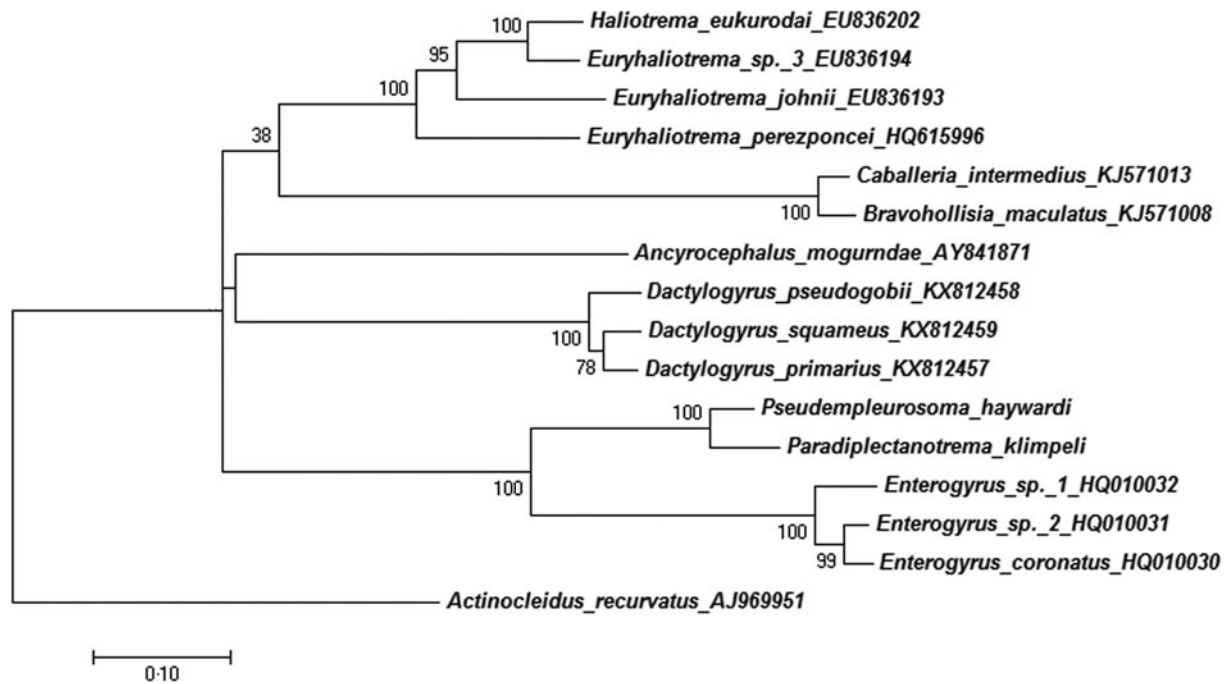 100
Haliotrema_eukurodai_EU836202
95
Euryhaliotrema_sp._3_EU836194
100
Euryhaliotrema_johnii_EU836193
38
Euryhaliotrema_perezponcei_HQ615996
Caballeria_intermedius_KJ571013
100
Bravohollisia_maculatus_KJ571008
Ancyrocephalus_mogurndae_AY841871
Dactylogyrus_pseudogobii_KX812458
100
Dactylogyrus_squameus_KX812459
78
Dactylogyrus_primarius_KX812457
100
Pseudempleurosoma_haywardi
Paradiplectanotrema_klimpeli
100
Enterogyrus_sp._1_HQ010032
100
Enterogyrus_sp._2_HQ010031
99
Enterogyrus_coronatus_HQ010030
Actinocleidus_recurvatus_AJ969951
0·10